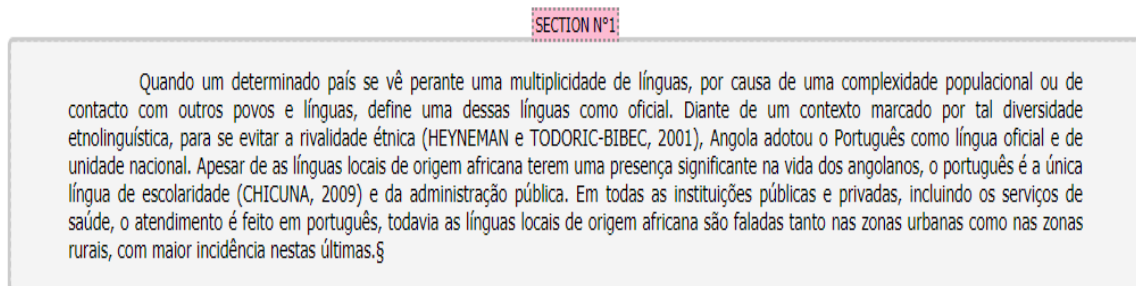 SECTION N°1
Quando um determinado país se vê perante uma multiplicidade de línguas, por causa de uma complexidade populacional ou de
contacto com outros povos e línguas, define uma dessas línguas como oficial. Diante de um contexto marcado por tal diversidade
etnolinguística, para se evitar a rivalidade étnica (HEYNEMAN e TODORIC-BIBEC, 2001), Angola adotou o Português como língua oficial e de
unidade nacional. Apesar de as línguas locais de origem africana terem uma presença significante na vida dos angolanos, o português é a única
língua de escolaridade (CHICUNA, 2009) e da administração pública. Em todas as instituições públicas e privadas, incluindo os serviços de
saúde, o atendimento é feito em português, todavia as línguas locais de origem africana são faladas tanto nas zonas urbanas como nas zonas
rurais, com maior incidência nestas últimas.§